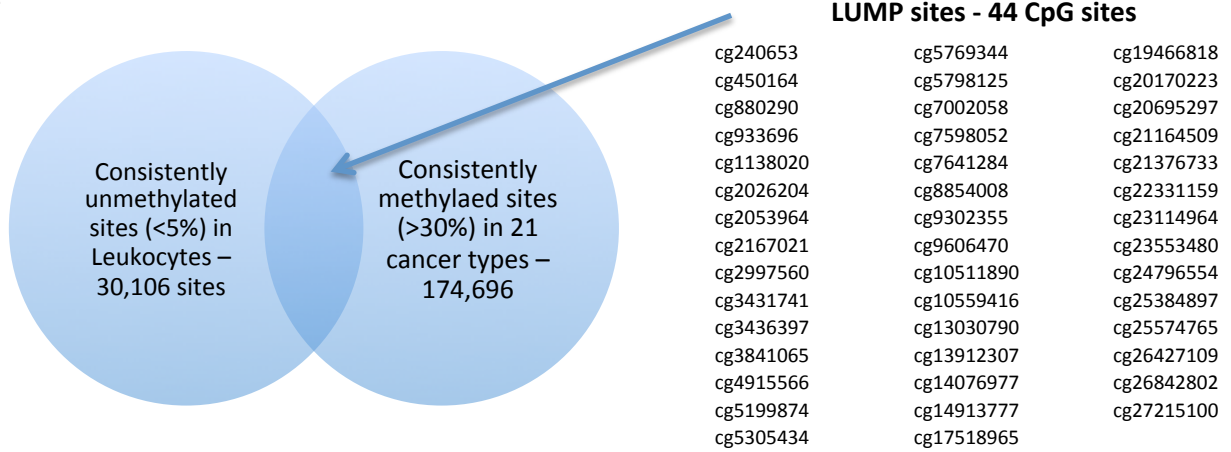 LUMP sites - 44 CpG sites
Consistently
unmethylated
sites (<5%) in
Leukocytes –
30,106 sites
Consistently
methylaed sites
(>30%) in 21
cancer types –
174,696
cg240653 cg5769344 cg19466818
cg450164 cg5798125 cg20170223
cg880290 cg7002058 cg20695297
cg933696 cg7598052 cg21164509
cg1138020 cg7641284 cg21376733
cg2026204 cg8854008 cg22331159
cg2053964 cg9302355 cg23114964
cg2167021 cg9606470 cg23553480
cg2997560 cg10511890 cg24796554
cg3431741 cg10559416 cg25384897
cg3436397 cg13030790 cg25574765
cg3841065 cg13912307 cg26427109
cg4915566 cg14076977 cg26842802
cg5199874 cg14913777 cg27215100
cg5305434 cg17518965